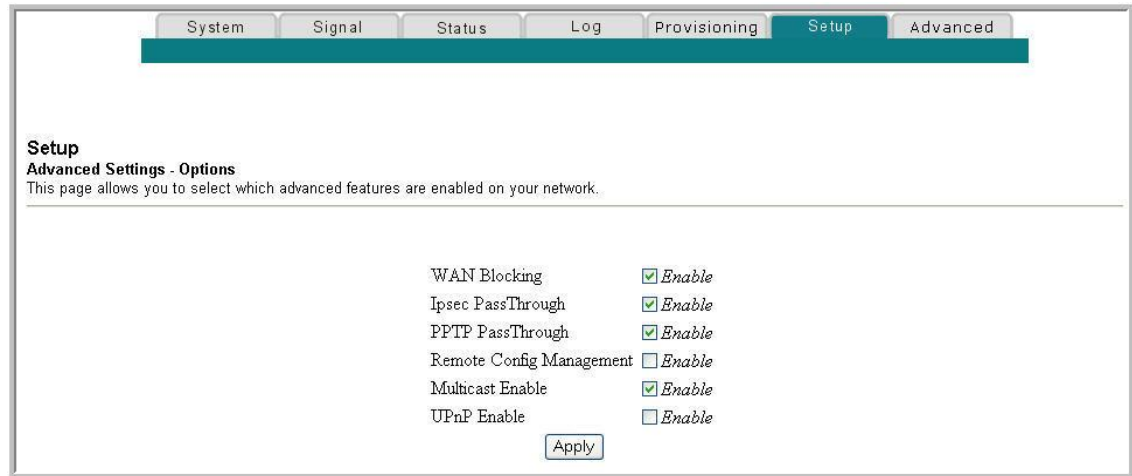 System Signal Status Log Provisioning Setup Advanced
Setup
Advanced Settings - Options
This page allows you to select which advanced features are enabled on your network.
WAN Blocking Enable
Ipsec PassThrough Enable
PPTP PassThrough Enable
Remote Config Management Enable
Multicast Enable Enable
UPnP Enable Enable
Apply